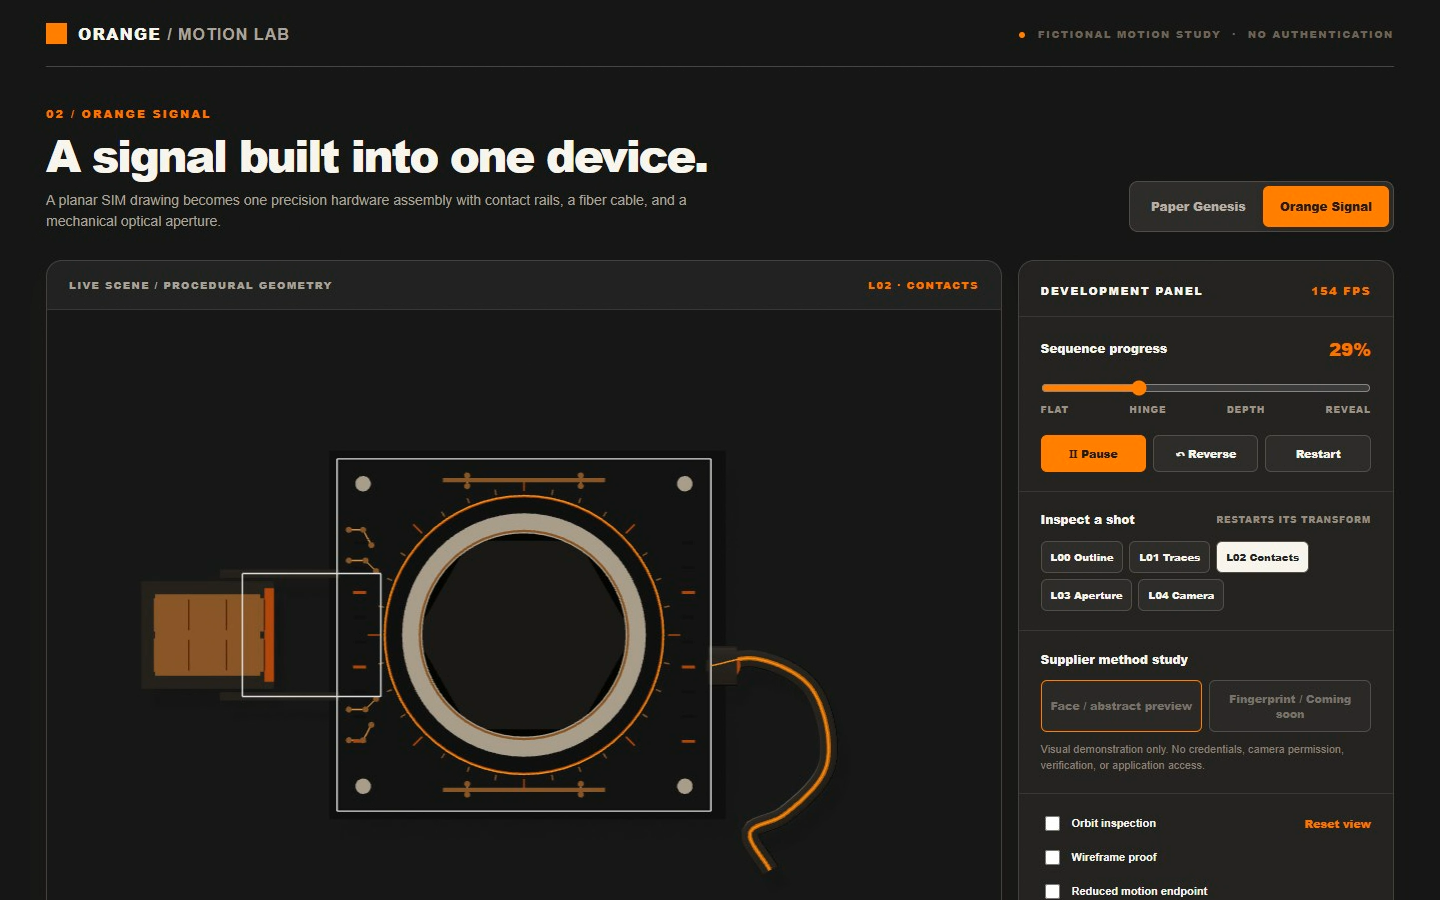 ORANGE / MOTION LAB
FICTIONAL MOTION STUDY · NO AUTHENTICATION
02 / ORANGE SIGNAL
A signal built into one device.
A planar SIM drawing becomes one precision hardware assembly with contact rails, a fiber cable, and a
mechanical optical aperture.
Paper Genesis
Orange Signal
LIVE SCENE / PROCEDURAL GEOMETRY
L02 · CONTACTS
DEVELOPMENT PANEL
154 FPS
Sequence progress
29%
FLAT
HINGE
DEPTH
REVEAL
Pause
Reverse
Restart
Inspect a shot
RESTARTS ITS TRANSFORM
L00 Outline
L01 Traces
L02 Contacts
L03 Aperture
L04 Camera
Supplier method study
Face / abstract preview
Fingerprint / Coming
soon
Visual demonstration only. No credentials, camera permission,
verification, or application access.
Orbit inspection
Reset view
Wireframe proof
Reduced motion endpoint